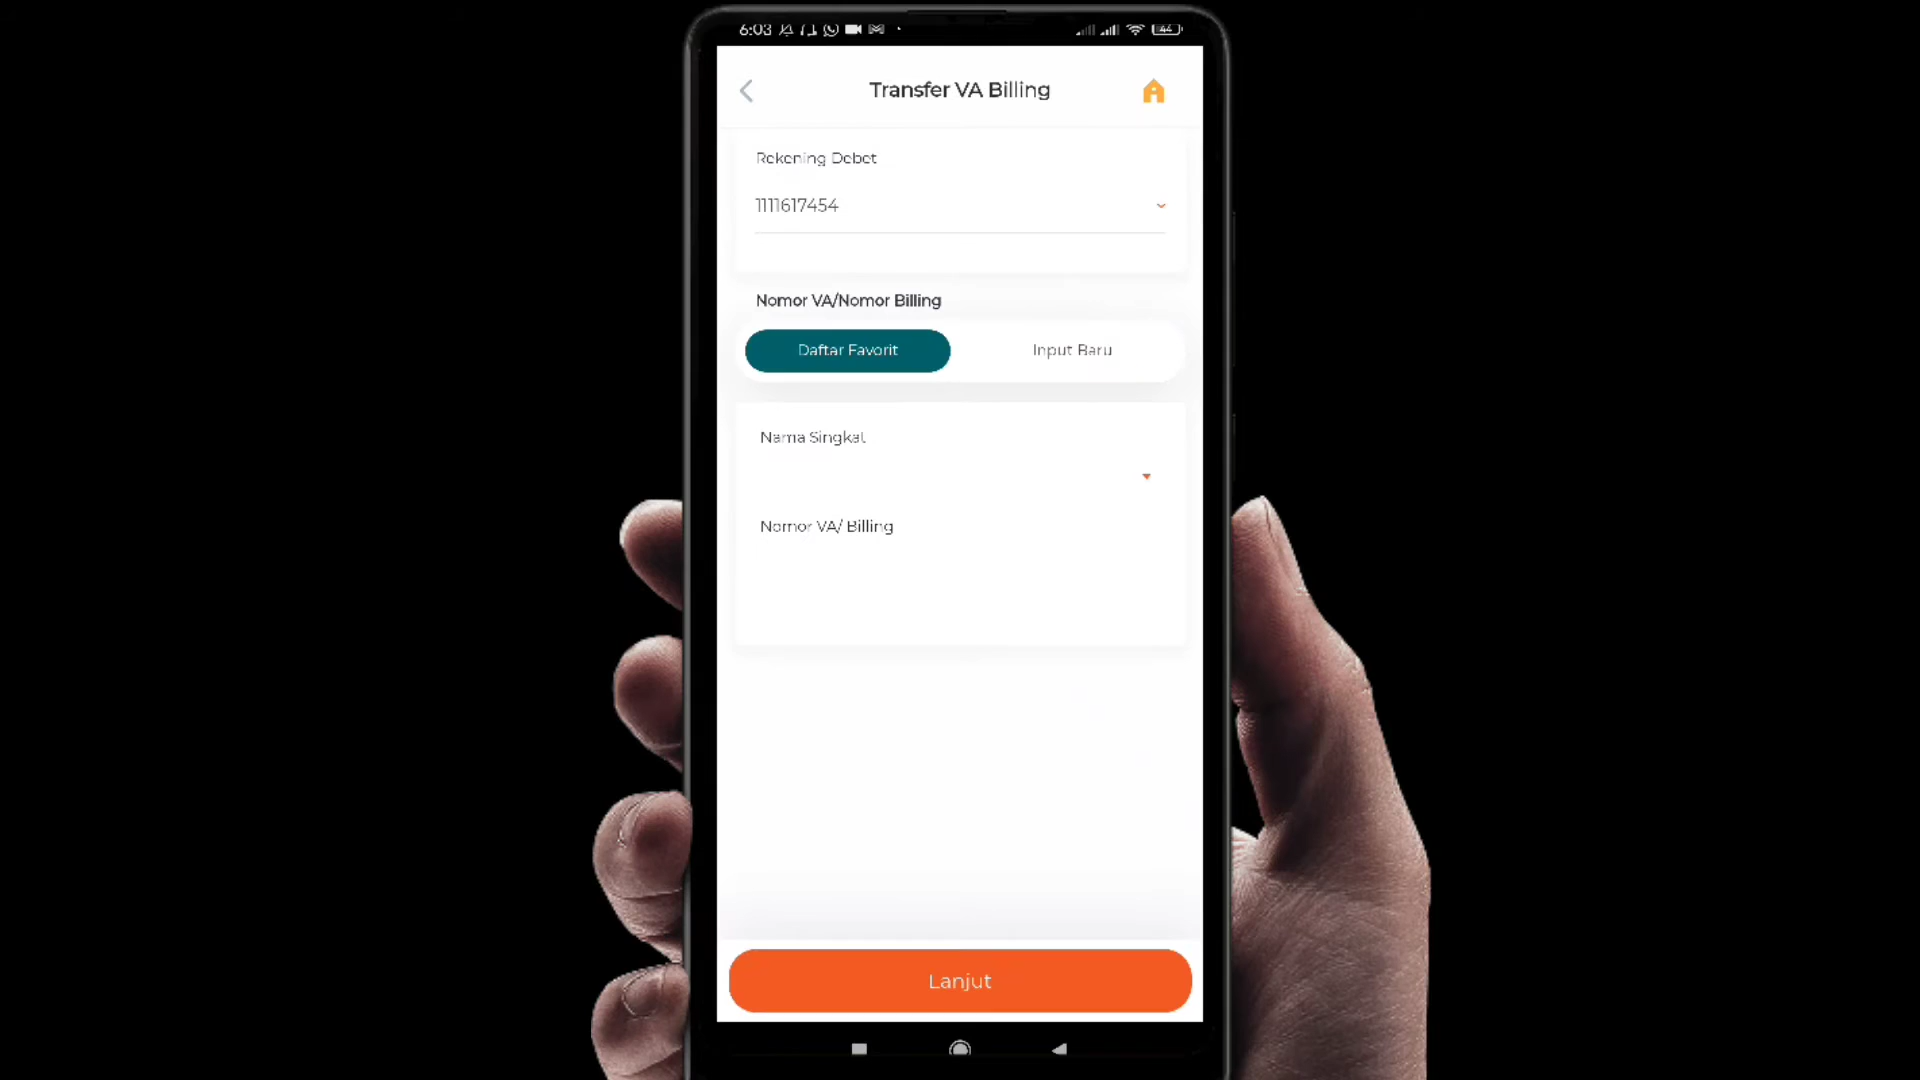 6:03
44
Transfer VA Billing
Rekening Debet
1111617454
Nomor VA/Nomor Billing
Daftar Favorit
Input Baru
Nama Singkat
Nomor VA/ Billing
Lanjut